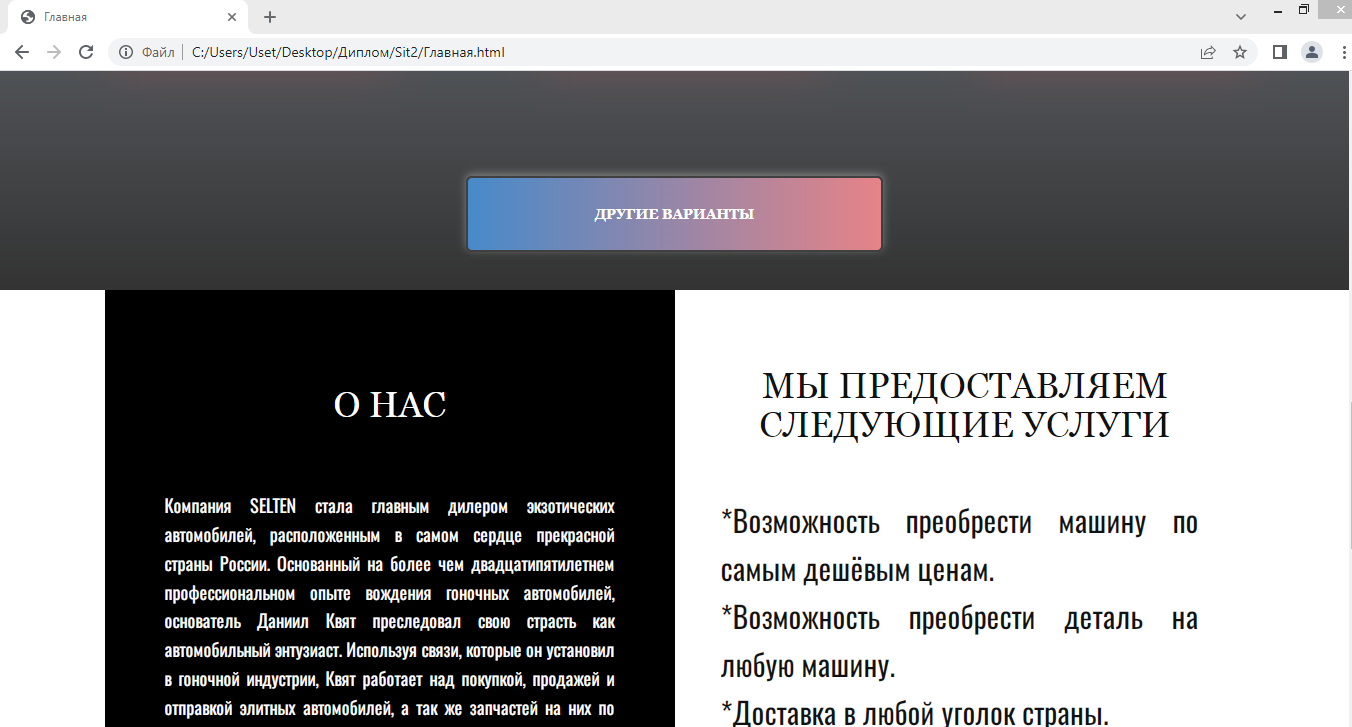 Главная
Файл
C:/Users/Uset/Desktop/Диплом/Sit2/Главная.html
ДРУГИЕ ВАРИАНТЫ
О НАС
Компания SELTEN стала главным дилером экзотических
автомобилей, расположенным в самом сердце прекрасной
страны России. Основанный на более чем двадцатипятилетнем
профессиональном опыте вождения гоночных автомобилей,
основатель Даниил Квят преследовал свою страсть как
автомобильный энтузиаст. Используя связи, которые он установил
в гоночной индустрии, Квят работает над покупкой, продажей и
отправкой элитных автомобилей, а так же запчастей на них по
МЫ ПРЕДОСТАВЛЯЕМ
СЛЕДУЮЩИЕ УСЛУГИ
*Возможность преобрести машину по
самым дешёвым ценам.
*Возможность преобрести деталь на
любую машину.
*Доставка в любой уголок страны.